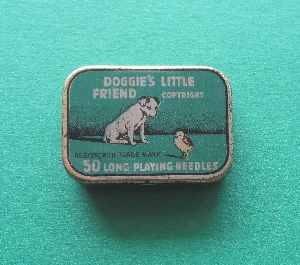 DOGGIE'S LITTLE
FRIEND COPYRIGHT
REGISTERED TRADE MARK
50 LONG PLAYING NEEDLES